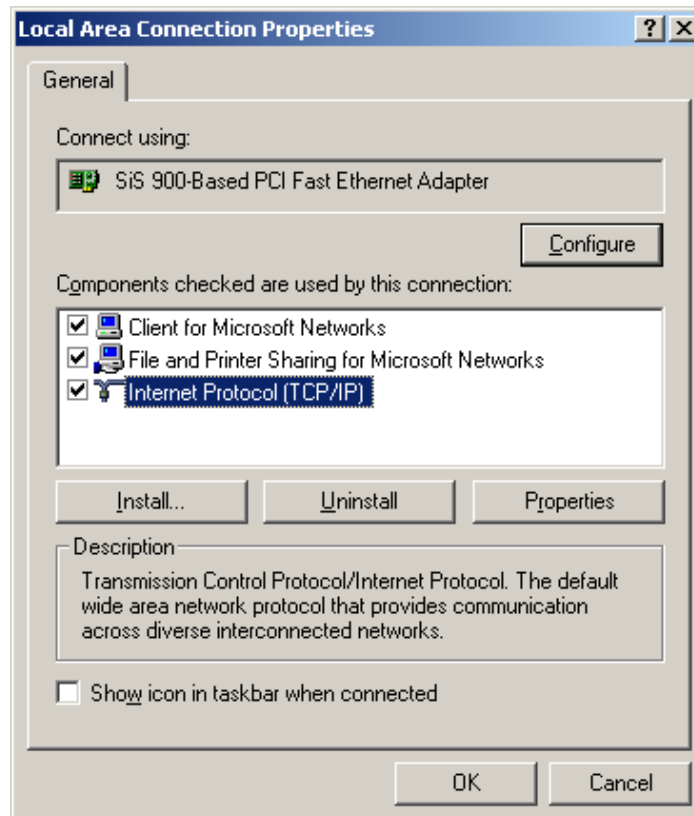 Local Area Connection Properties
General
Connect using:
SiS 900-Based PCI Fast Ethernet Adapter
Configure
Components checked are used by this connection:
Client for Microsoft Networks
File and Printer Sharing for Microsoft Networks
Internet Protocol (TCP/IP)
Install... Uninstall Properties
Description
Transmission Control Protocol/Internet Protocol. The default
wide area network protocol that provides communication
across diverse interconnected networks.
Show icon in taskbar when connected
OK Cancel